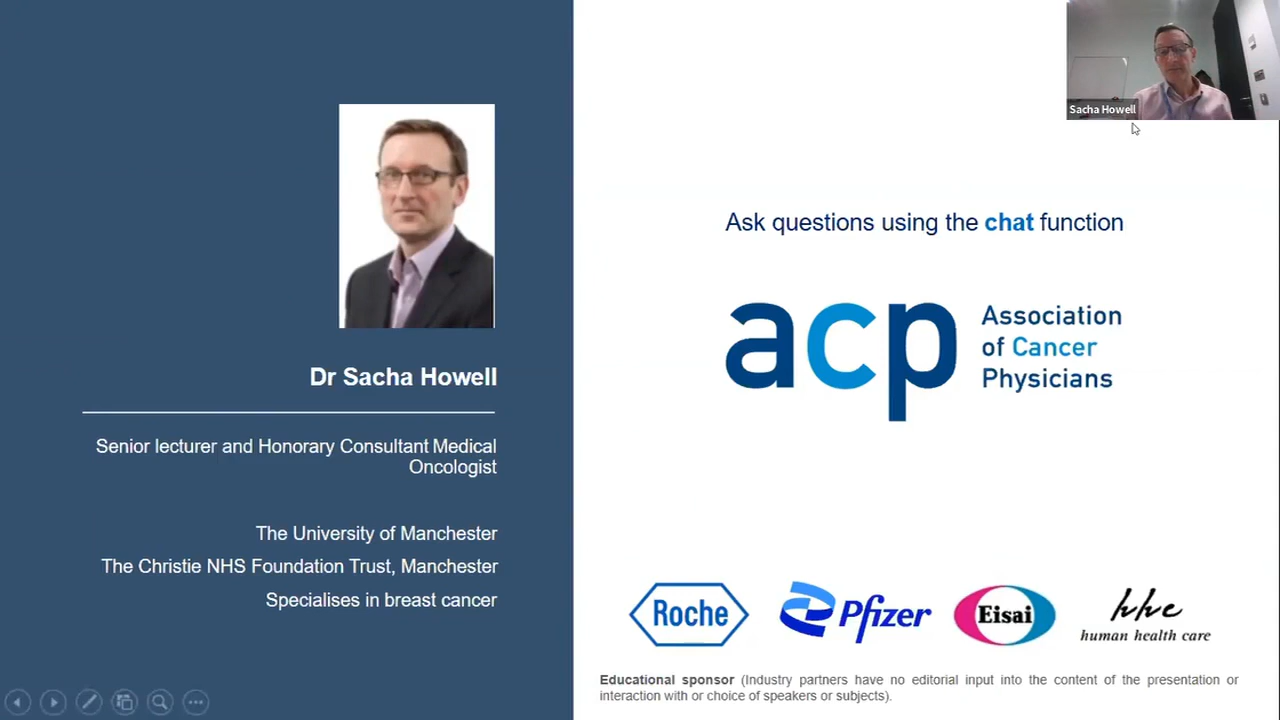 Sacha Howell
Ask questions using the chat function
acp
Association
of Cancer
Physicians
Dr Sacha Howell
Senior lecturer and Honorary Consultant Medical
Oncologist
The University of Manchester
The Christie NHS Foundation Trust, Manchester
Specialises in breast cancer
Roche
Pfizer
Eisai
hhc
human health care
Educational sponsor (Industry partners have no editorial input into the content of the presentation or
interaction with or choice of speakers or subjects).